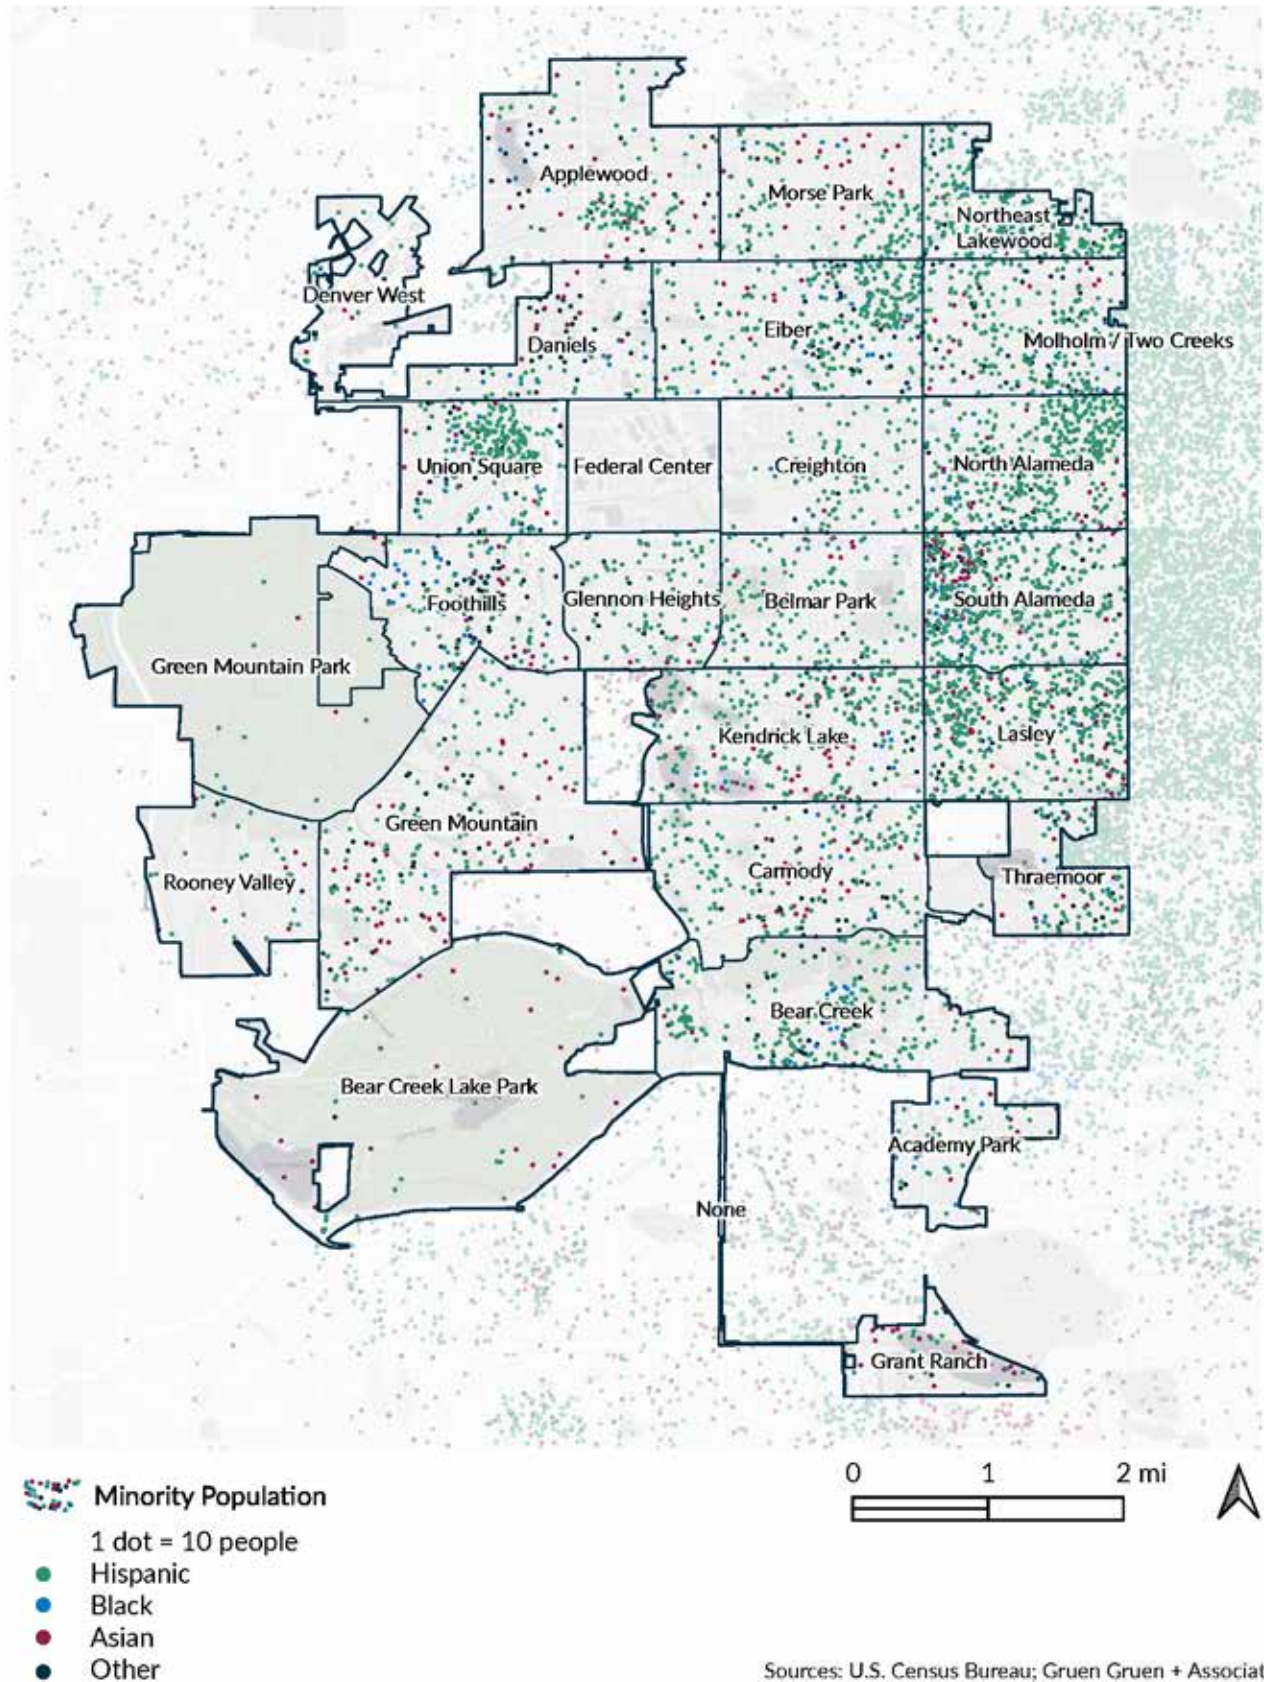 Applewood
Morse Park
Northeast
Lakewood
Denver West
Daniels
Eiber
Molholm / Two Creeks
Union Square
Federal Center
Creighton
North Alameda
Foothills
Glennon Heights
Belmar Park
South Alameda
Green Mountain Park
Kendrick Lake
Lasley
Green Mountain
Rooney Valley
Carmody
Thraemoor
Bear Creek
Bear Creek Lake Park
Academy Park
None
Grant Ranch
0 1 2 mi
Minority Population
1 dot = 10 people
Hispanic
Black
Asian
Other
Sources: U.S. Census Bureau; Gruen Gruen + Associat